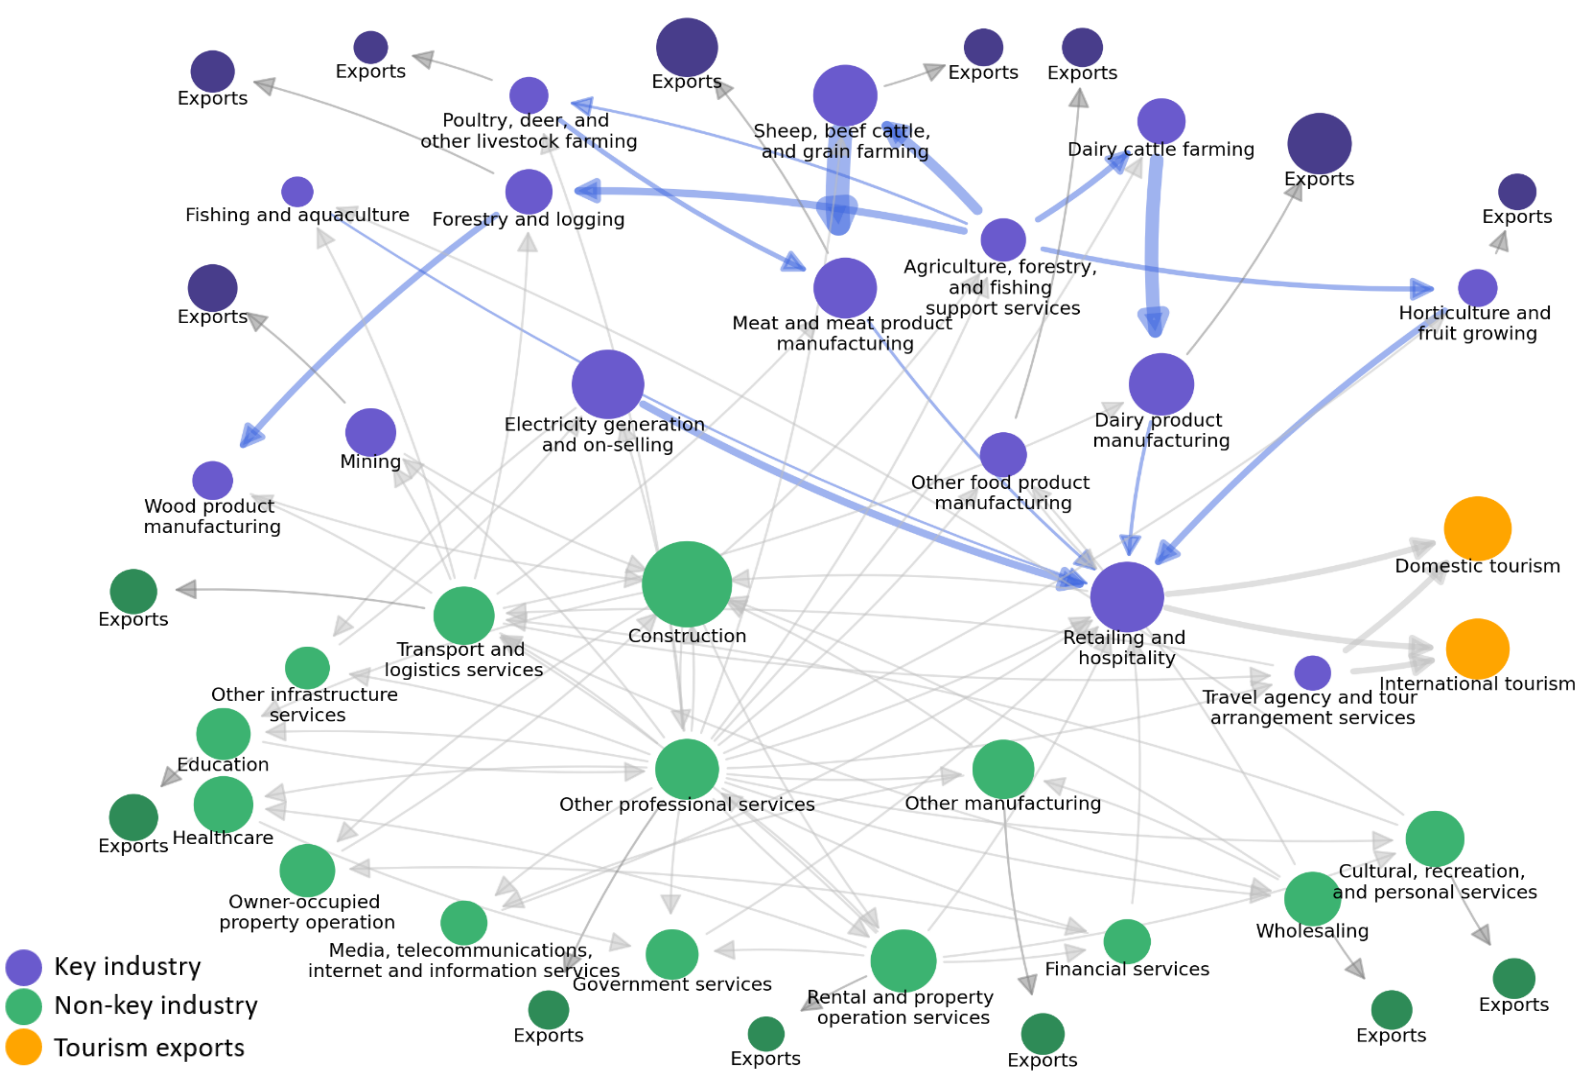 Exports
Exports
Exports
Exports
Exports
Poultry, deer, and
other livestock farming
Sheep, beef cattle,
and grain farming
Dairy cattle farming
Exports
Fishing and aquaculture
Forestry and logging
Exports
Agriculture, forestry,
and fishing
support services
Exports
Meat and meat product
manufacturing
Horticulture and
fruit growing
Electricity generation
and on-selling
Dairy product
manufacturing
Mining
Other food product
manufacturing
Wood product
manufacturing
Domestic tourism
Exports
Transport and
logistics services
Construction
Retailing and
hospitality
International tourism
Travel agency and tour
arrangement services
Other infrastructure
services
Education
Other professional services
Other manufacturing
Exports
Healthcare
Owner-occupied
property operation
Cultural, recreation,
and personal services
Wholesaling
Media, telecommunications,
internet and information services
Government services
Financial services
Rental and property
operation services
Exports
Exports
Exports
Exports
Exports
Key industry
Non-key industry
Tourism exports